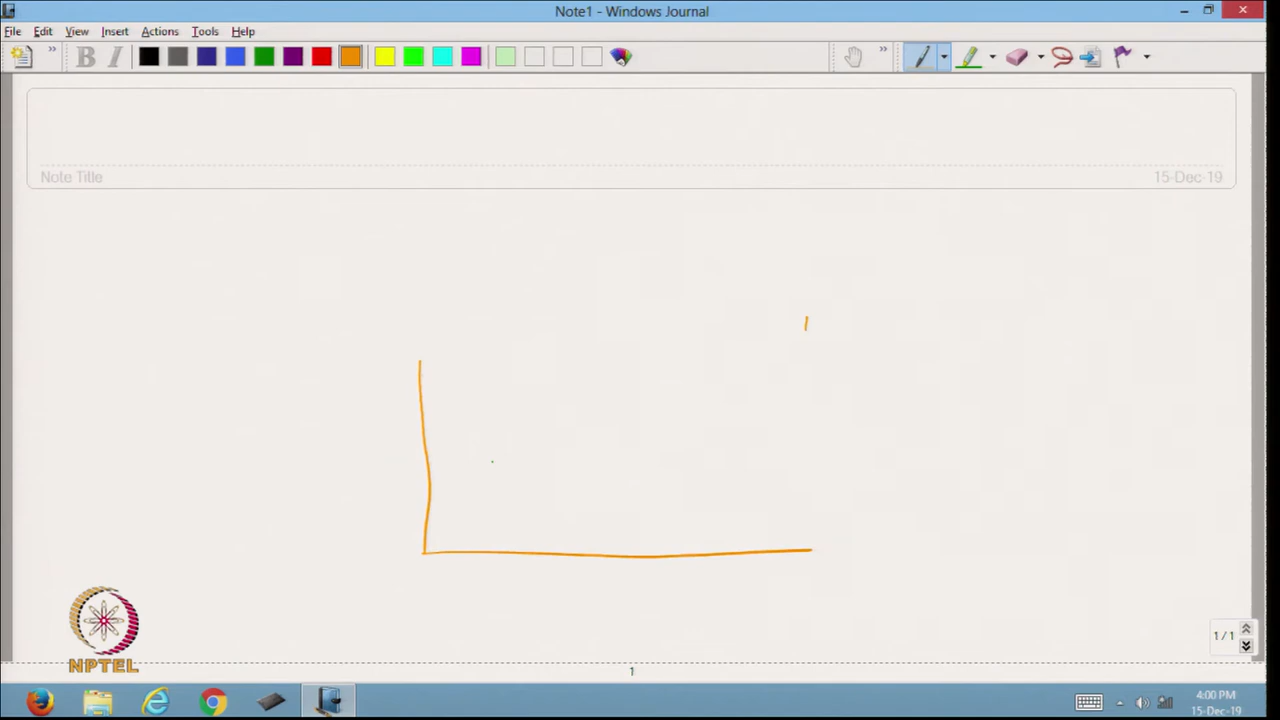 Note1 - Windows Journal
File Edit View Insert Actions Tools Help
B I
Note Title
15-Dec-19
NPTEL
1 / 1
1
4:00 PM
15-Dec-19